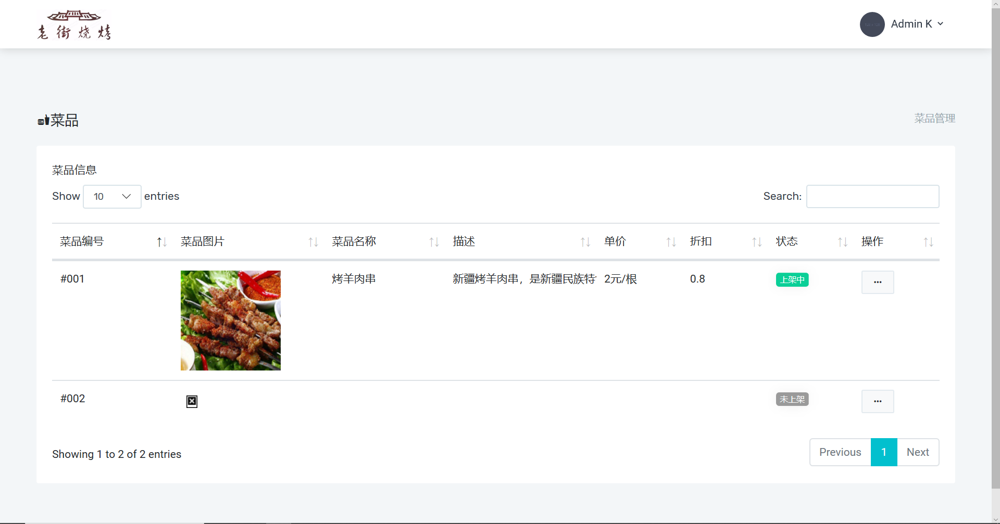 老街烧烤
Admin K
菜品
菜品管理
菜品信息
Show 10 entries
Search:
菜品编号 菜品图片 菜品名称 描述 单价 折扣 状态 操作
#001 烤羊肉串 新疆烤羊肉串，是新疆民族特 2元/根 0.8 上架中 ...
#002 未上架 ...
Showing 1 to 2 of 2 entries
Previous 1 Next